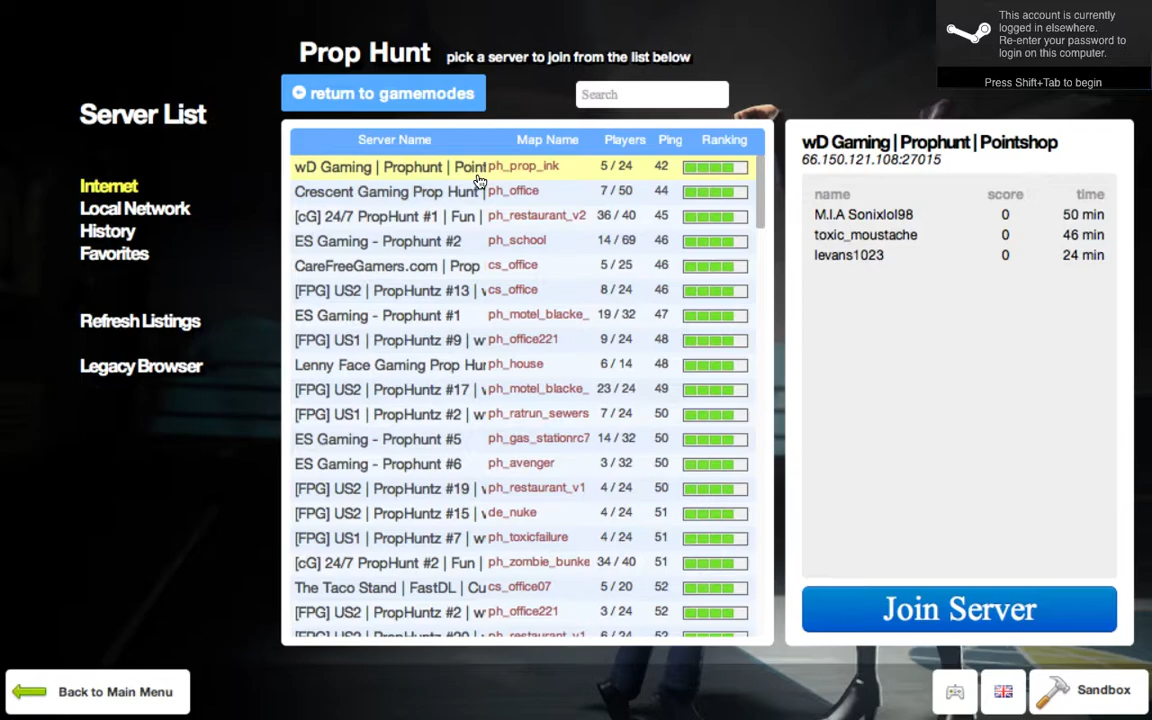 This account is currently
logged in elsewhere.
Re-enter your password to
login on this computer.
Press Shift+Tab to begin
Prop Hunt pick a server to join from the list below
return to gamemodes
Search
Server List
Internet
Local Network
History
Favorites
Refresh Listings
Legacy Browser
Server Name Map Name Players Ping Ranking
wD Gaming | Prophunt | Point ph_prop_ink 5 / 24 42
Crescent Gaming Prop Hunt | ph_office 7 / 50 44
[cG] 24/7 PropHunt #1 | Fun | ph_restaurant_v2 36 / 40 45
ES Gaming - Prophunt #2 ph_school 14 / 69 46
CareFreeGamers.com | Prop cs_office 5 / 25 46
[FPG] US2 | PropHuntz #13 | cs_office 8 / 24 46
ES Gaming - Prophunt #1 ph_motel_blacke_ 19 / 32 47
[FPG] US1 | PropHuntz #9 | w ph_office221 9 / 24 48
Lenny Face Gaming Prop Hur ph_house 6 / 14 48
[FPG] US2 | PropHuntz #17 | ph_motel_blacke_ 23 / 24 49
[FPG] US1 | PropHuntz #2 | w ph_ratrun_sewers 7 / 24 50
ES Gaming - Prophunt #5 ph_gas_stationrc7 14 / 32 50
ES Gaming - Prophunt #6 ph_avenger 3 / 32 50
[FPG] US2 | PropHuntz #19 | ph_restaurant_v1 4 / 24 50
[FPG] US2 | PropHuntz #15 | de_nuke 4 / 24 51
[FPG] US1 | PropHuntz #7 | w ph_toxicfailure 4 / 24 51
[cG] 24/7 PropHunt #2 | Fun | ph_zombie_bunke 34 / 40 51
The Taco Stand | FastDL | Cu cs_office07 5 / 20 52
[FPG] US2 | PropHuntz #2 | w ph_office221 3 / 24 52
[FPG] US2 | PropHuntz #20 | ph_restaurant_v1 6 / 24 52
wD Gaming | Prophunt | Pointshop
66.150.121.108:27015
name score time
M.I.A Sonixlol98 0 50 min
toxic_moustache 0 46 min
levans1023 0 24 min
Join Server
Back to Main Menu
Sandbox